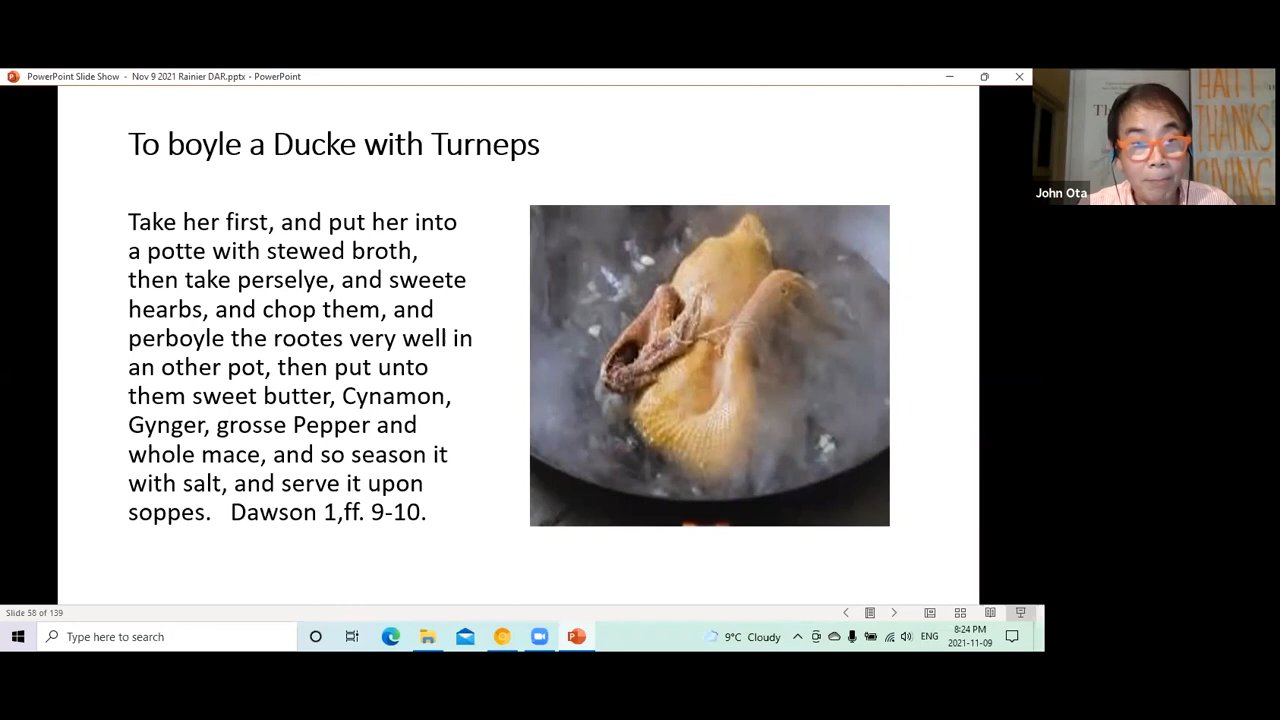 PowerPoint Slide Show - Nov 9 2021 Rainier DAR.pptx - PowerPoint
To boyle a Ducke with Turneps
Take her first, and put her into
a potte with stewed broth,
then take perselye, and sweete
hearbs, and chop them, and
perboyle the rootes very well in
an other pot, then put unto
them sweet butter, Cynamon,
Gynger, grosse Pepper and
whole mace, and so season it
with salt, and serve it upon
soppes. Dawson 1,ff. 9-10.
THANKS
GIVING
John Ota
Slide 58 of 139
Type here to search
9°C Cloudy
ENG
8:24 PM
2021-11-09